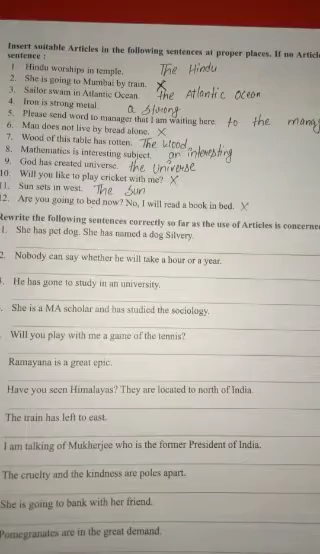 Insert suitable Articles in the following sentences at proper places. If no Article
sentence :
1. Hindu worships in temple. The Hindu
2. She is going to Mumbai by train. X
3. Sailor swam in Atlantic Ocean. The Atlantic Ocean
4. Iron is strong metal. a strong
5. Please send word to manager that I am waiting here. to the manag
6. Man does not live by bread alone. X
7. Wood of this table has rotten. The Wood
8. Mathematics is interesting subject. an interesting
9. God has created universe. the Universe
10. Will you like to play cricket with me? X
11. Sun sets in west. The Sun
12. Are you going to bed now? No, I will read a book in bed. X
Rewrite the following sentences correctly so far as the use of Articles is concerne
1. She has pet dog. She has named a dog Silvery.
2. Nobody can say whether he will take a hour or a year.
He has gone to study in an university.
She is a MA scholar and has studied the sociology.
Will you play with me a game of the tennis?
Ramayana is a great epic.
Have you seen Himalayas? They are located to north of India.
The train has left to east.
I am talking of Mukherjee who is the former President of India.
The cruelty and the kindness are poles apart.
She is going to bank with her friend.
Pomegranates are in the great demand.